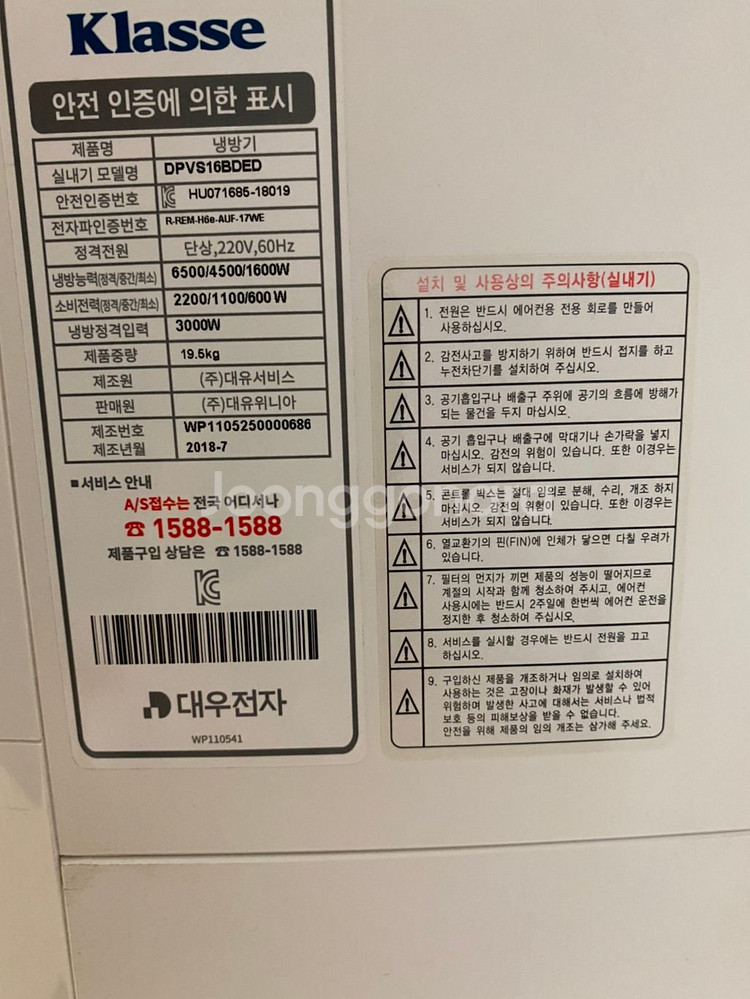 Klasse
안전 인증에 의한 표시
제품명 냉방기
실내기 모델명 DPVS16BDED
안전인증번호 HU071685-18019
전자파인증번호 R-REM-H6e-AUF-17WE
정격전원 단상,220V,60Hz
냉방능력(정격/중간/최소) 6500/4500/1600W
소비전력(정격/중간/최소) 2200/1100/600 W
냉방정격입력 3000W
제품중량 19.5kg
제조원 (주)대유서비스
판매원 (주)대유위니아
제조번호 WP1105250000686
제조년월 2018-7
■ 서비스 안내
A/S접수는 전국 어디서나
☎ 1588-1588
제품구입 상담은 ☎ 1588-1588
대우전자
WP110541
설치 및 사용상의 주의사항(실내기)
1. 전원은 반드시 에어컨용 전용 회로를 만들어
사용하십시오.
2. 감전사고를 방지하기 위하여 반드시 접지를 하고
누전차단기를 설치하여 주십시오.
3. 공기흡입구나 배출구 주위에 공기의 흐름에 방해가
되는 물건을 두지 마십시오.
4. 공기 흡입구나 배출구에 막대기나 손가락을 넣지
마십시오. 감전의 위험이 있습니다. 또한 이경우는
서비스가 되지 않습니다.
5. 콘트롤 박스는 절대 임의로 분해, 수리, 개조 하지
마십시오. 감전의 위험이 있습니다. 또한 이경우는
서비스가 되지 않습니다.
6. 열교환기의 핀(FIN)에 인체가 닿으면 다칠 우려가
있습니다.
7. 필터의 먼지가 끼면 제품의 성능이 떨어지므로
계절의 시작과 함께 청소하여 주시고, 에어컨
사용시에는 반드시 2주일에 한번씩 에어컨 운전을
정지한 후 청소하여 주십시오.
8. 서비스를 실시할 경우에는 반드시 전원을 끄고
하십시오.
9. 구입하신 제품을 개조하거나 임의로 설치하여
사용하는 것은 고장이나 화재가 발생할 수 있어
위험하며 발생한 사고에 대해서는 서비스나 법적
보호 등의 피해보상을 받을 수 없습니다.
안전을 위해 제품의 임의 개조는 삼가해 주세요.